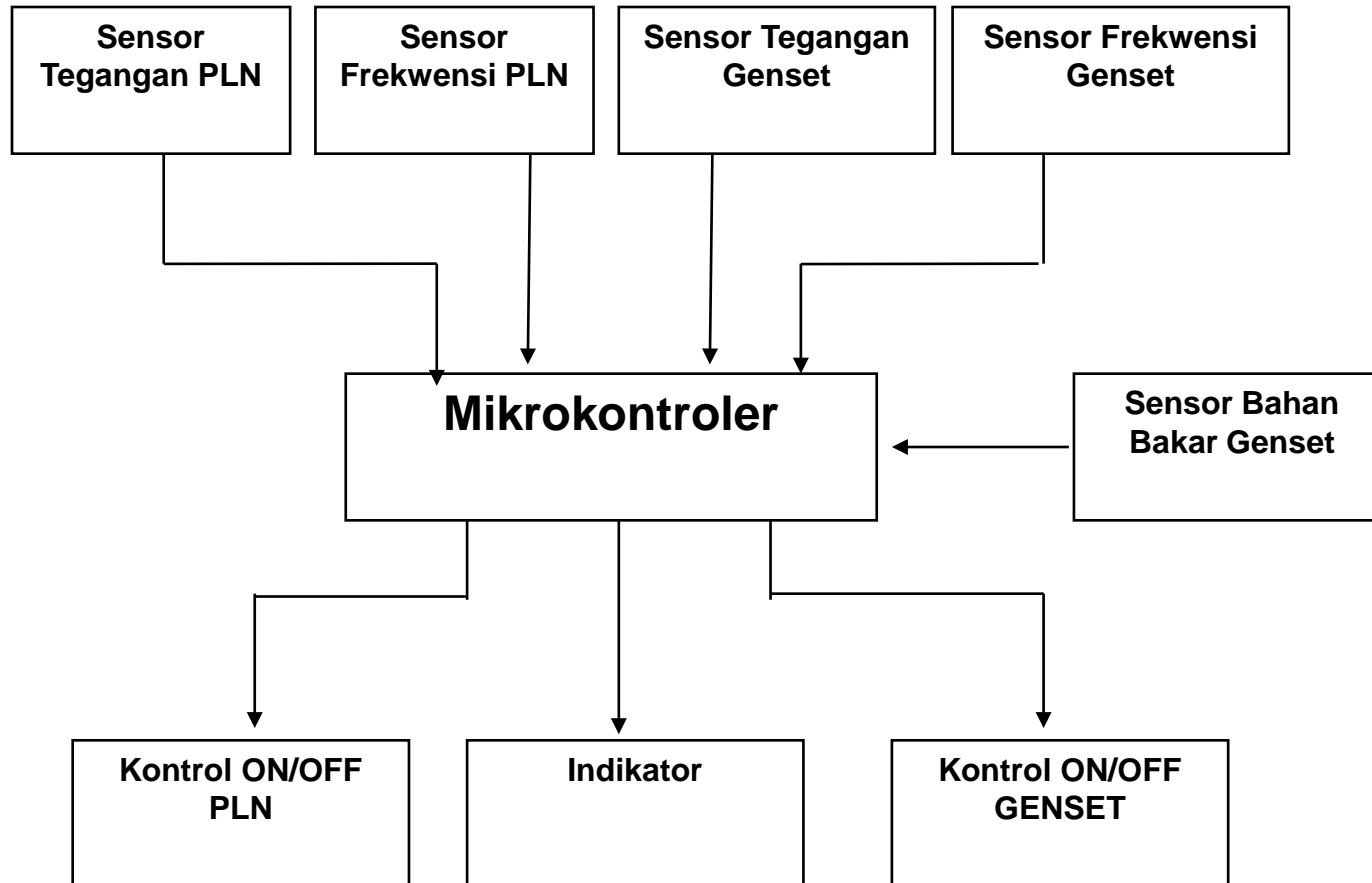 Sensor
Tegangan PLN
Sensor
Frekwensi PLN
Sensor Tegangan
Genset
Sensor Frekwensi
Genset
Mikrokontroler
Sensor Bahan
Bakar Genset
Kontrol ON/OFF
PLN
Indikator
Kontrol ON/OFF
GENSET